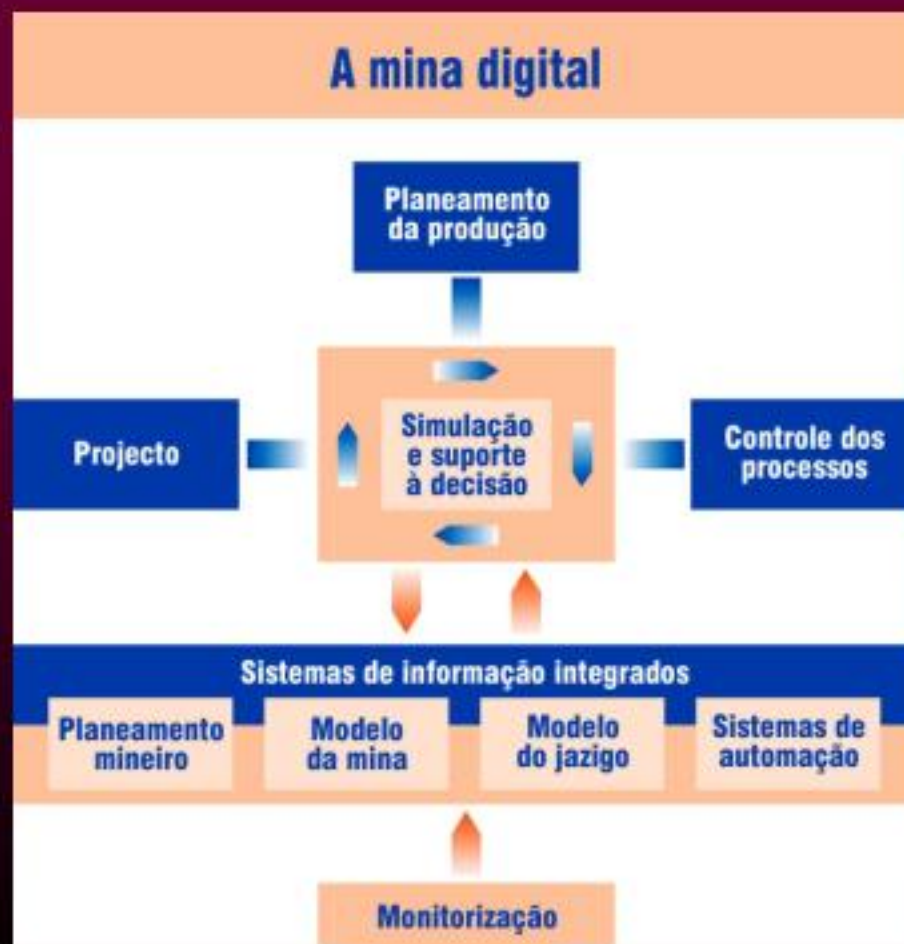 A mina digital
Planeamento
da produção
Projecto
Simulação
e suporte
à decisão
Controle dos
processos
Sistemas de informação integrados
Planeamento
mineiro
Modelo
da mina
Modelo
do jazigo
Sistemas de
automação
Monitorização